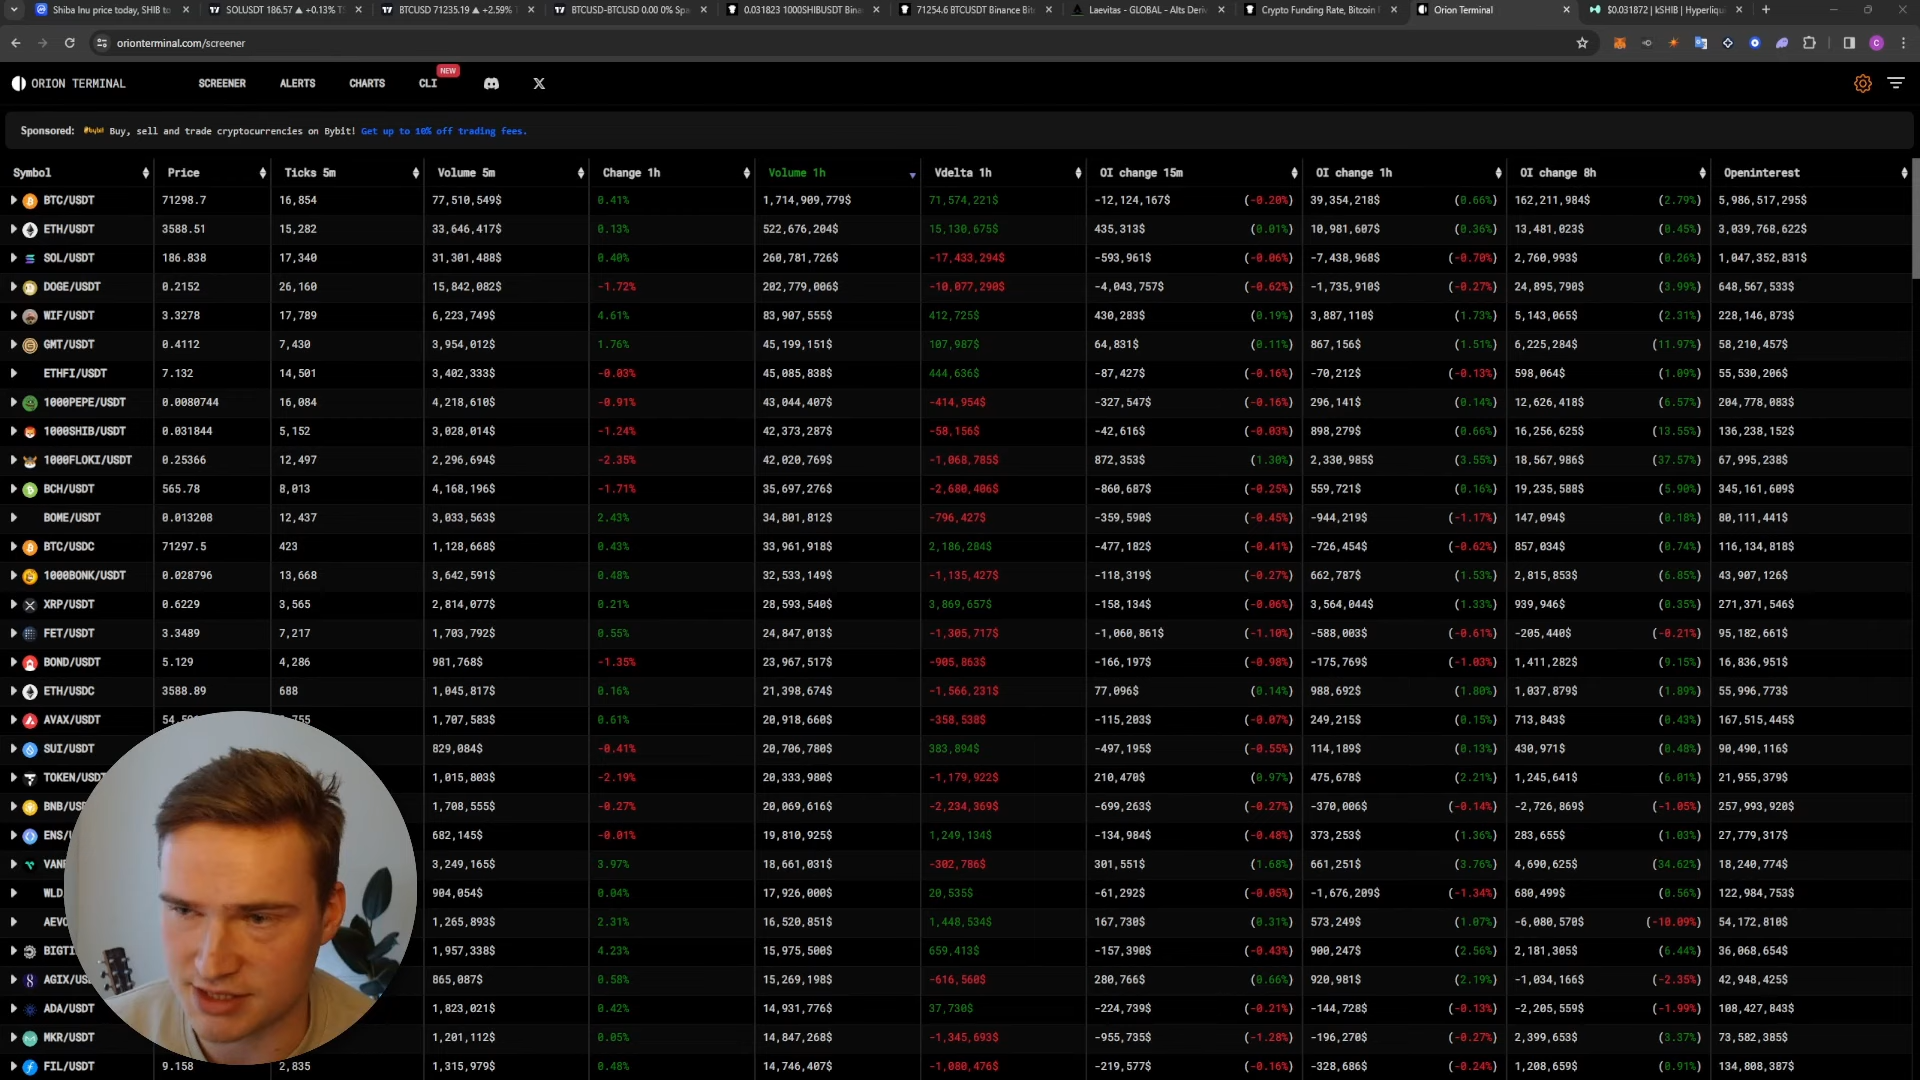 Shiba Inu price today, SHIB to
SOLUSDT 186.57 ▲ +0.13%
BTCUSD 71235.19 ▲ +2.59%
BTCUSD-BTCUSD 0.00 0% Sp
0.031823 1000SHIBUSDT Bina
71254.6 BTCUSDT Binance Bit
Laevitas - GLOBAL - Alts Deri
Crypto Funding Rate, Bitcoin
Orion Terminal
$0.031872 | kSHIB | Hyperliqu
orionterminal.com/screener
C
ORION TERMINAL
SCREENER
ALERTS
CHARTS
CLI
NEW
Sponsored: Buy, sell and trade cryptocurrencies on Bybit! Get up to 10% off trading fees.
Symbol Price Ticks 5m Volume 5m Change 1h Volume 1h Vdelta 1h OI change 15m OI change 1h OI change 8h Openinterest
BTC/USDT 71298.7 16,854 77,510,549$ 0.41% 1,714,909,779$ 71,574,221$ -12,124,167$ (-0.20%) 39,354,218$ (0.66%) 162,211,984$ (2.79%) 5,986,517,295$
ETH/USDT 3588.51 15,282 33,646,417$ 0.13% 522,676,204$ 15,130,675$ 435,313$ (0.01%) 10,981,607$ (0.36%) 13,481,023$ (0.45%) 3,039,768,622$
SOL/USDT 186.838 17,340 31,301,488$ 0.40% 260,781,726$ -17,433,294$ -593,961$ (-0.06%) -7,438,968$ (-0.70%) 2,760,993$ (0.26%) 1,047,352,831$
DOGE/USDT 0.2152 26,160 15,842,082$ -1.72% 202,779,006$ -10,077,290$ -4,043,757$ (-0.62%) -1,735,910$ (-0.27%) 24,895,790$ (3.99%) 648,567,533$
WIF/USDT 3.3278 17,789 6,223,749$ 4.61% 83,907,555$ 412,725$ 430,283$ (0.19%) 3,887,110$ (1.73%) 5,143,065$ (2.31%) 228,146,873$
GMT/USDT 0.4112 7,430 3,954,012$ 1.76% 45,199,151$ 107,987$ 64,831$ (0.11%) 867,156$ (1.51%) 6,225,284$ (11.97%) 58,210,457$
ETHFI/USDT 7.132 14,501 3,402,333$ -0.03% 45,085,838$ 444,636$ -87,427$ (-0.16%) -70,212$ (-0.13%) 598,064$ (1.09%) 55,530,206$
1000PEPE/USDT 0.0080744 16,084 4,218,610$ -0.91% 43,044,407$ -414,954$ -327,547$ (-0.16%) 296,141$ (0.14%) 12,626,418$ (6.57%) 204,778,083$
1000SHIB/USDT 0.031844 5,152 3,028,014$ -1.24% 42,373,287$ -58,156$ -42,616$ (-0.03%) 898,279$ (0.66%) 16,256,625$ (13.55%) 136,238,152$
1000FLOKI/USDT 0.25366 12,497 2,296,694$ -2.35% 42,020,769$ -1,068,785$ 872,353$ (1.30%) 2,330,985$ (3.55%) 18,567,986$ (37.57%) 67,995,238$
BCH/USDT 565.78 8,013 4,168,196$ -1.71% 35,697,276$ -2,680,406$ -860,687$ (-0.25%) 559,721$ (0.16%) 19,235,588$ (5.90%) 345,161,609$
BOME/USDT 0.013208 12,437 3,033,563$ 2.43% 34,801,812$ -796,427$ -359,590$ (-0.45%) -944,219$ (-1.17%) 147,094$ (0.18%) 80,111,441$
BTC/USDC 71297.5 423 1,128,668$ 0.43% 33,961,918$ 2,186,284$ -477,182$ (-0.41%) -726,454$ (-0.62%) 857,034$ (0.74%) 116,134,818$
1000BONK/USDT 0.028796 13,668 3,642,591$ 0.48% 32,533,149$ -1,135,427$ -118,319$ (-0.27%) 662,787$ (1.53%) 2,815,853$ (6.85%) 43,907,126$
XRP/USDT 0.6229 3,565 2,814,077$ 0.21% 28,593,540$ 3,869,657$ -158,134$ (-0.06%) 3,564,044$ (1.33%) 939,946$ (0.35%) 271,371,546$
FET/USDT 3.3489 7,217 1,703,792$ 0.55% 24,847,013$ -1,305,717$ -1,060,861$ (-1.10%) -588,003$ (-0.61%) -205,440$ (-0.21%) 95,182,661$
BOND/USDT 5.129 4,286 981,768$ -1.35% 23,967,517$ -905,863$ -166,197$ (-0.98%) -175,769$ (-1.03%) 1,411,282$ (9.15%) 16,836,951$
ETH/USDC 3588.89 688 1,045,817$ 0.16% 21,398,674$ -1,566,231$ 77,096$ (0.14%) 988,692$ (1.80%) 1,037,879$ (1.89%) 55,996,773$
AVAX/USDT 54.5 755 1,707,583$ 0.61% 20,918,660$ -358,538$ -115,203$ (-0.07%) 249,215$ (0.15%) 713,843$ (0.43%) 167,515,445$
SUI/USDT 829,084$ -0.41% 20,706,780$ 383,894$ -497,195$ (-0.55%) 114,189$ (0.13%) 430,971$ (0.48%) 90,490,116$
TOKEN/USDT 1,015,803$ -2.19% 20,333,980$ -1,179,922$ 210,470$ (0.97%) 475,678$ (2.21%) 1,245,641$ (6.01%) 21,955,379$
BNB/USD 1,708,555$ -0.27% 20,069,616$ -2,234,369$ -699,263$ (-0.27%) -370,006$ (-0.14%) -2,726,869$ (-1.05%) 257,993,920$
ENS/U 682,145$ -0.01% 19,810,925$ 1,249,134$ -134,984$ (-0.48%) 373,253$ (1.36%) 283,655$ (1.03%) 27,779,317$
VANR 3,249,165$ 3.97% 18,661,031$ -302,786$ 301,551$ (1.68%) 661,251$ (3.76%) 4,690,625$ (34.62%) 18,240,774$
WLD 904,054$ 0.04% 17,926,000$ 20,535$ -61,292$ (-0.05%) -1,676,209$ (-1.34%) 680,499$ (0.56%) 122,984,753$
AEVO 1,265,893$ 2.31% 16,520,851$ 1,448,534$ 167,730$ (0.31%) 573,249$ (1.07%) -6,080,578$ (-10.09%) 54,172,810$
BIGTI 1,957,338$ 4.23% 15,975,500$ 659,413$ -157,390$ (-0.43%) 900,247$ (2.56%) 2,181,305$ (6.44%) 36,068,654$
AGIX/US 865,087$ 0.58% 15,269,198$ -616,560$ 280,766$ (0.66%) 920,981$ (2.19%) -1,034,166$ (-2.35%) 42,948,425$
ADA/USDT 1,823,021$ 0.42% 14,931,776$ 37,730$ -224,739$ (-0.21%) -144,728$ (-0.13%) -2,205,559$ (-1.99%) 108,427,843$
MKR/USDT 1,201,112$ 0.05% 14,847,268$ -1,345,693$ -955,735$ (-1.28%) -196,270$ (-0.27%) 2,399,653$ (3.37%) 73,582,385$
FIL/USDT 9.158 2,835 1,315,979$ 0.48% 14,746,407$ -1,080,476$ -219,577$ (-0.16%) -328,686$ (-0.24%) 1,208,659$ (0.91%) 134,808,387$